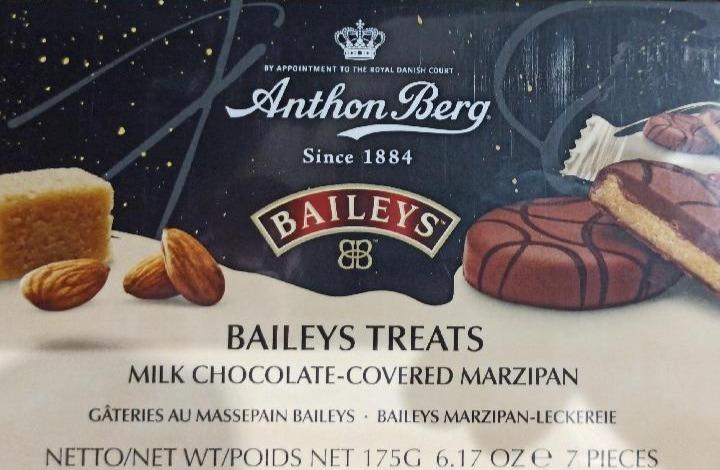 BY APPOINTMENT TO THE ROYAL DANISH COURT
Anthon Berg
Since 1884
BAILEYS™
BAILEYS TREATS
MILK CHOCOLATE-COVERED MARZIPAN
GÂTERIES AU MASSEPAIN BAILEYS · BAILEYS MARZIPAN-LECKEREIE
NETTO/NET WT/POIDS NET 175G 6.17 OZ ℮ 7 PIECES